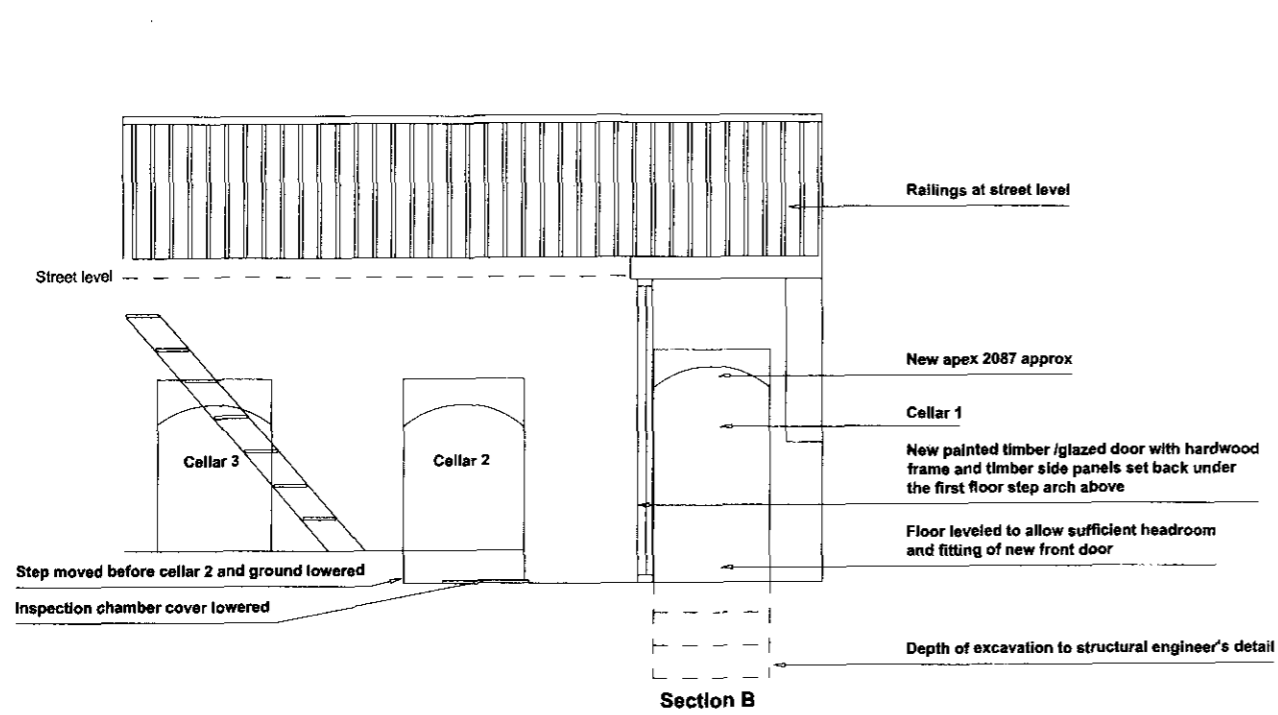 Railings at street level
Street level
New apex 2087 approx
Cellar 1
Cellar 3
Cellar 2
New painted timber /glazed door with hardwood
frame and timber side panels set back under
the first floor step arch above
Floor leveled to allow sufficient headroom
and fitting of new front door
Step moved before cellar 2 and ground lowered
Inspection chamber cover lowered
Depth of excavation to structural engineer's detail
Section B